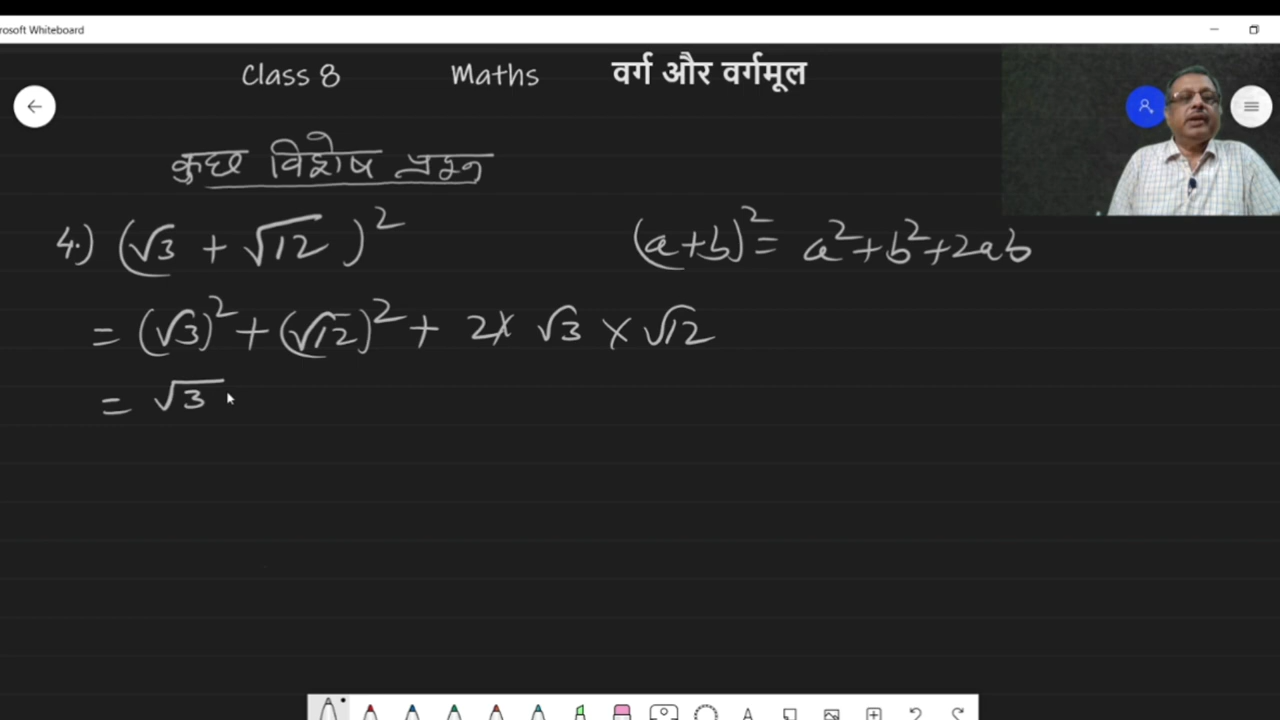 rosoft Whiteboard
Class 8 Maths वर्ग और वर्गमूल
कुछ विशेष प्रश्न
4.) (√3 + √12)² (a+b)² = a²+b²+2ab
= (√3)² + (√12)² + 2× √3 × √12
= √3